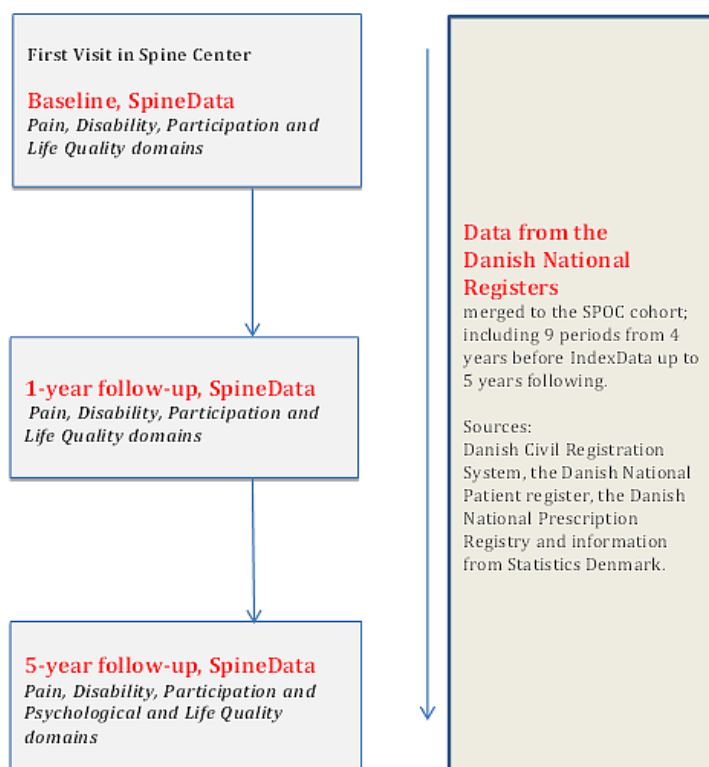 First Visit in Spine Center
Baseline, SpineData
Pain, Disability, Participation and
Life Quality domains
1-year follow-up, SpineData
Pain, Disability, Participation and
Life Quality domains
5-year follow-up, SpineData
Pain, Disability, Participation and
Psychological and Life Quality
domains
Data from the
Danish National
Registers
merged to the SPOC cohort;
including 9 periods from 4
years before IndexData up to
5 years following.
Sources:
Danish Civil Registration
System, the Danish National
Patient register, the Danish
National Prescription
Registry and information
from Statistics Denmark.